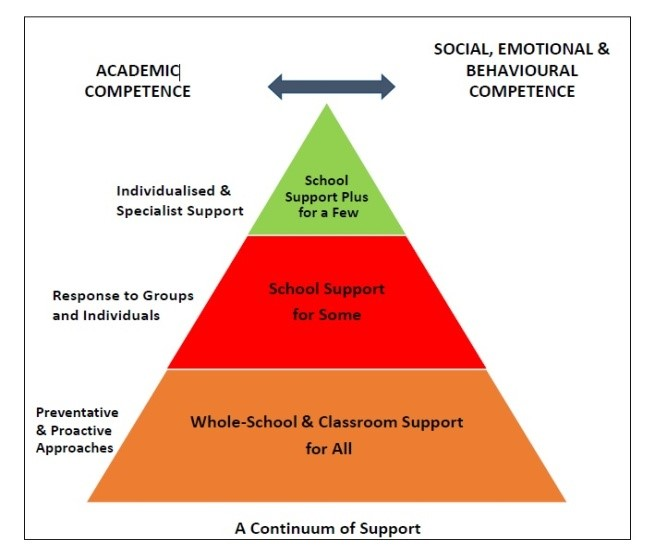 ACADEMIC
COMPETENCE
SOCIAL, EMOTIONAL &
BEHAVIOURAL
COMPETENCE
Individualised &
Specialist Support
School
Support Plus
for a Few
Response to Groups
and Individuals
School Support
for Some
Preventative
& Proactive
Approaches
Whole-School & Classroom Support
for All
A Continuum of Support